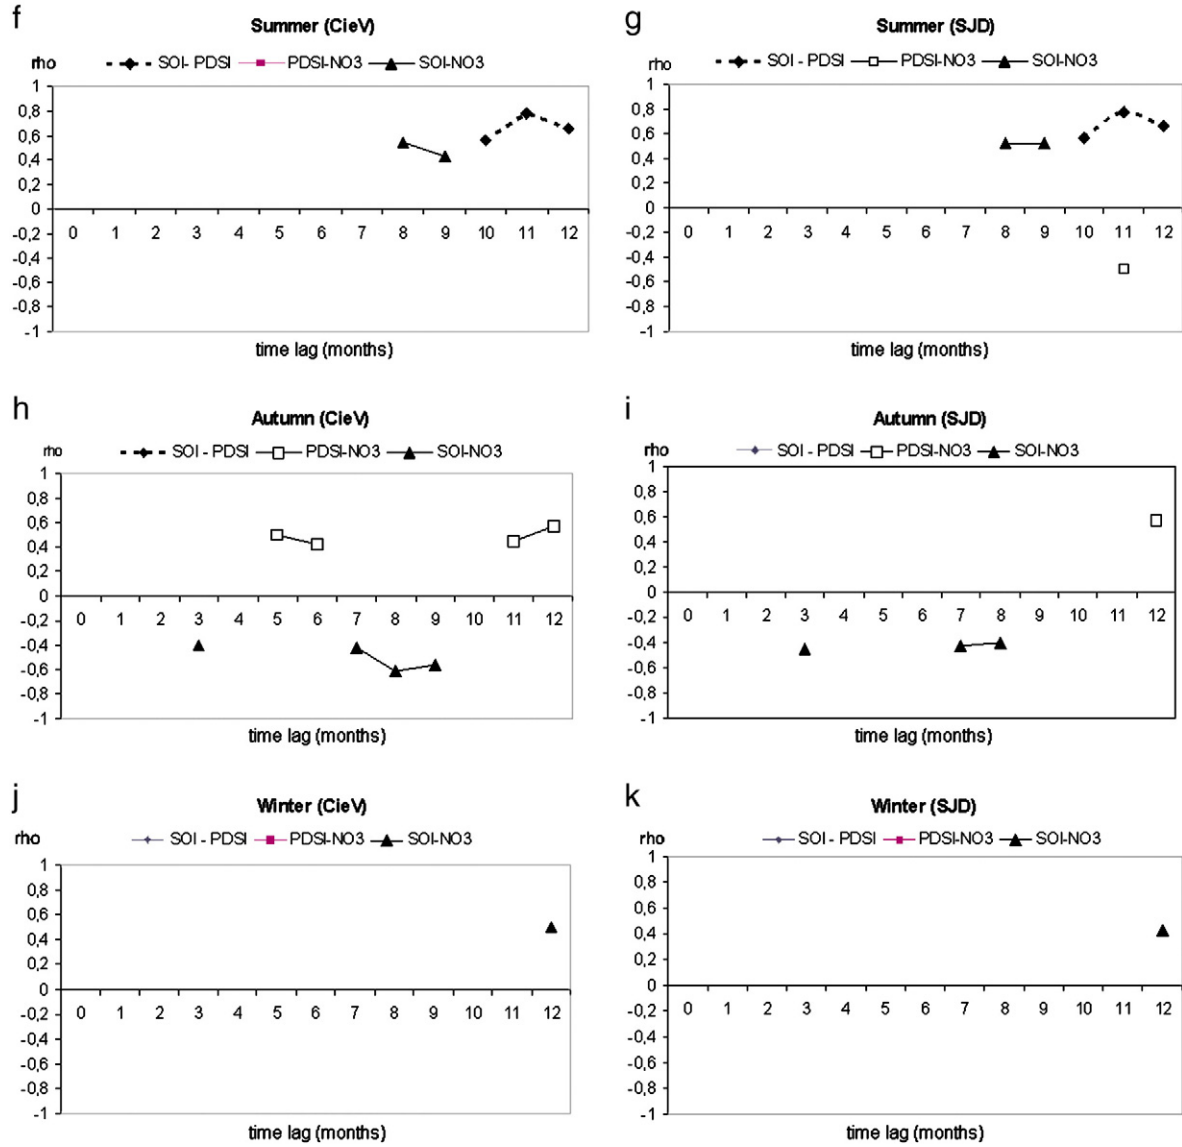 f
Summer (CieV)
rho
SOI- PDSI PDSI-NO3 SOI-NO3
1
0,8
0,6
0,4
0,2
0
-0,2
-0,4
-0,6
-0,8
-1
0 1 2 3 4 5 6 7 8 9 10 11 12
time lag (months)
g
Summer (SJD)
rho
SOI - PDSI PDSI-NO3 SOI-NO3
1
0,8
0,6
0,4
0,2
0
-0,2
-0,4
-0,6
-0,8
-1
0 1 2 3 4 5 6 7 8 9 10 11 12
time lag (months)
h
Autumn (CieV)
rho
SOI - PDSI PDSI-NO3 SOI-NO3
1
0,8
0,6
0,4
0,2
0
-0,2
-0,4
-0,6
-0,8
-1
0 1 2 3 4 5 6 7 8 9 10 11 12
time lag (months)
i
Autumn (SJD)
rho
SOI - PDSI PDSI-NO3 SOI-NO3
1
0,8
0,6
0,4
0,2
0
-0,2
-0,4
-0,6
-0,8
-1
0 1 2 3 4 5 6 7 8 9 10 11 12
time lag (months)
j
Winter (CieV)
rho
SOI - PDSI PDSI-NO3 SOI-NO3
1
0,8
0,6
0,4
0,2
0
-0,2
-0,4
-0,6
-0,8
-1
0 1 2 3 4 5 6 7 8 9 10 11 12
time lag (months)
k
Winter (SJD)
rho
SOI - PDSI PDSI-NO3 SOI-NO3
1
0,8
0,6
0,4
0,2
0
-0,2
-0,4
-0,6
-0,8
-1
0 1 2 3 4 5 6 7 8 9 10 11 12
time lag (months)